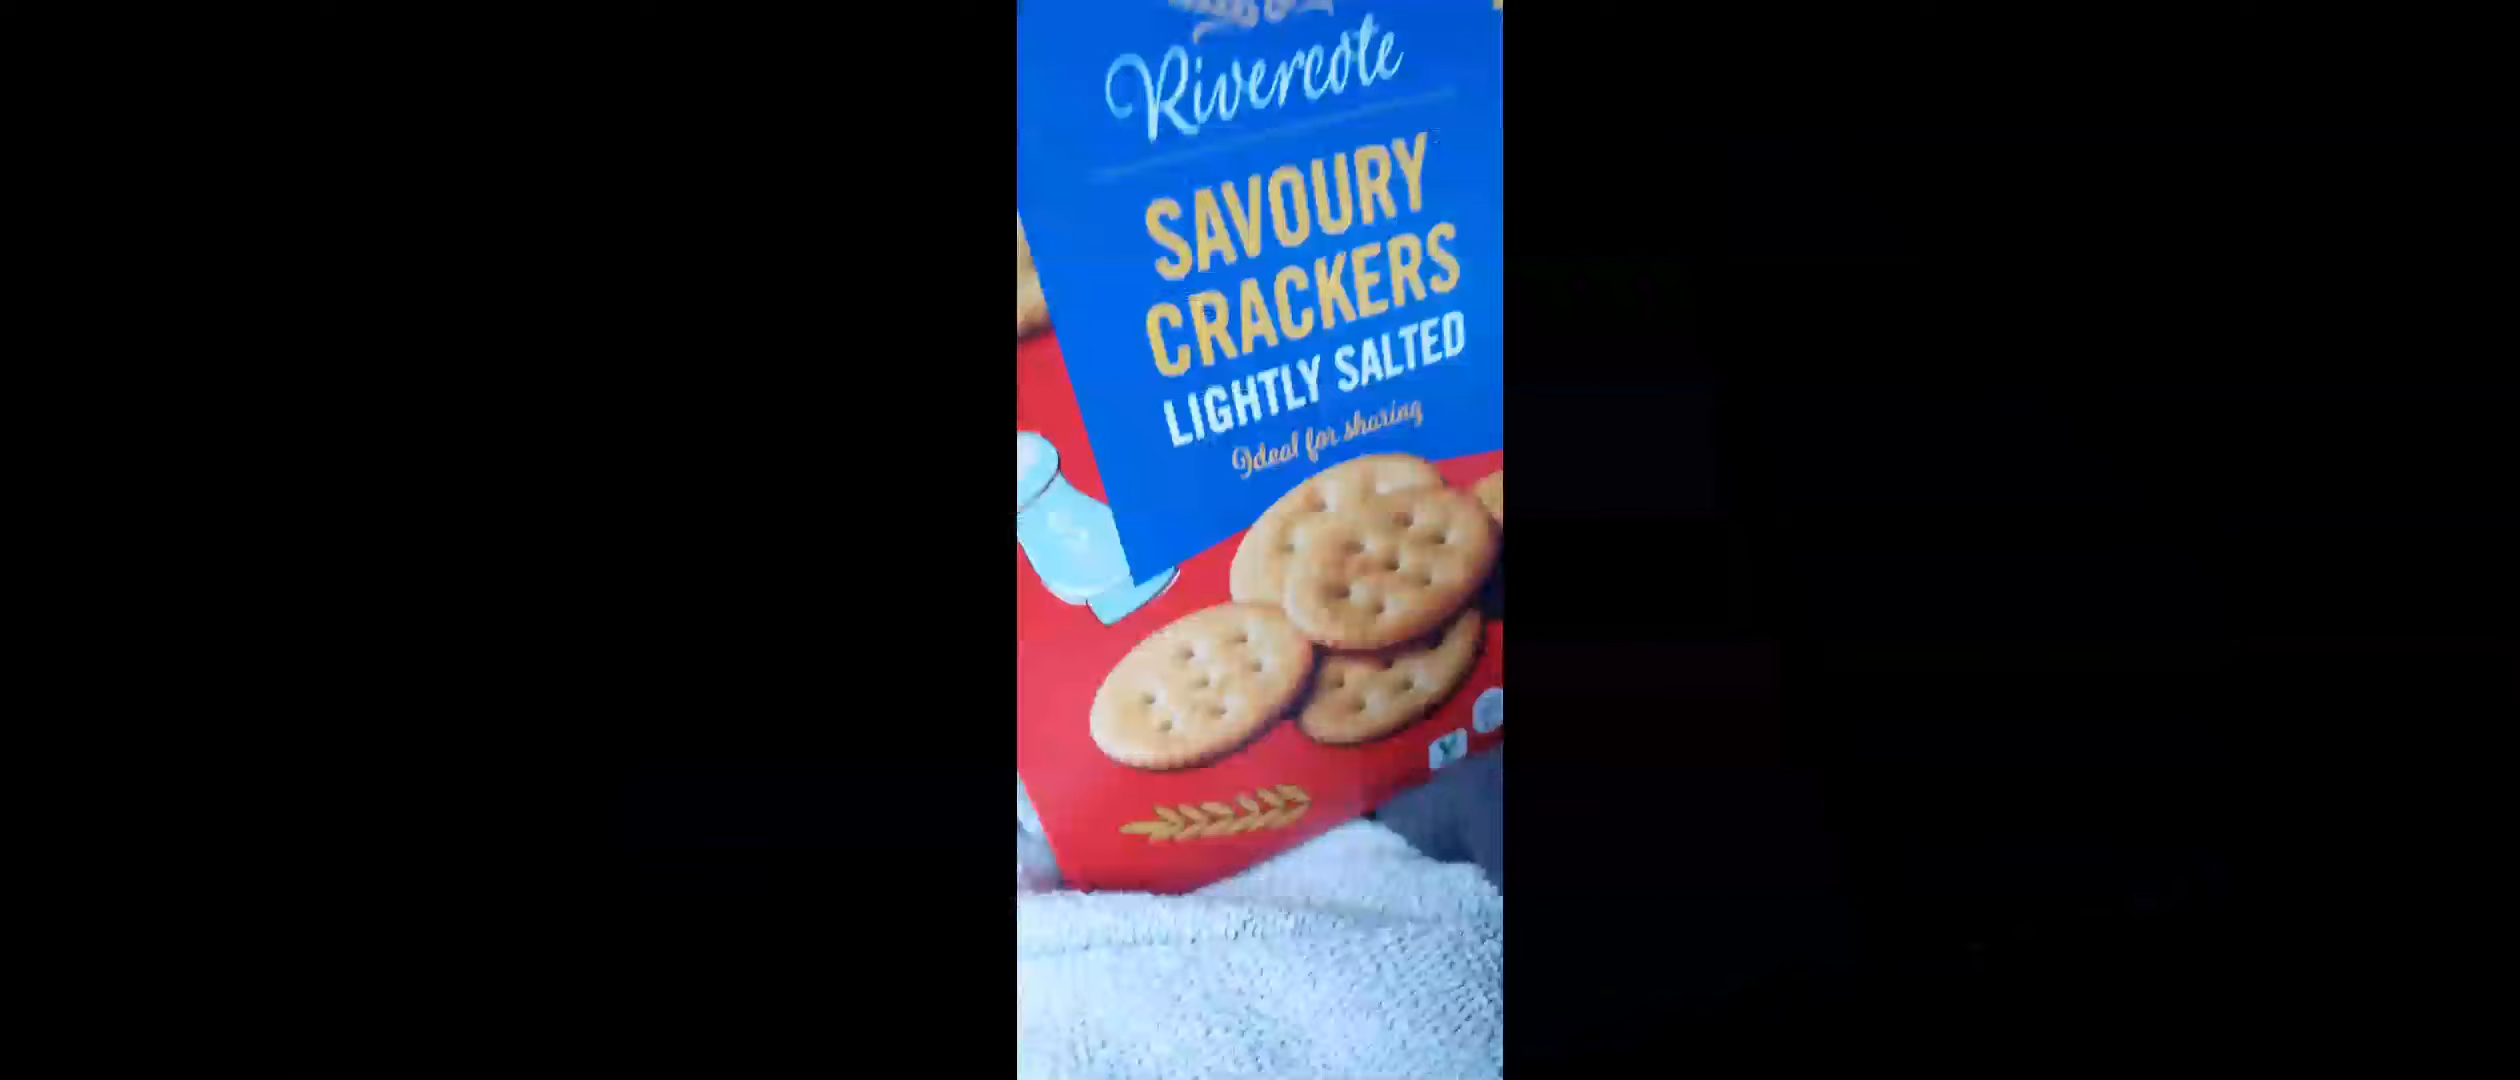 Rivercote
SAVOURY
CRACKERS
LIGHTLY SALTED
Ideal for sharing